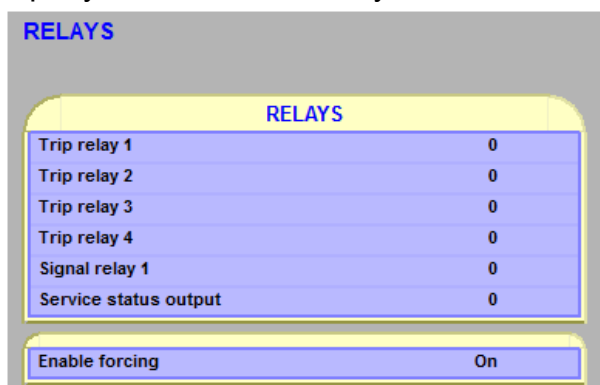 RELAYS
RELAYS
Trip relay 1 0
Trip relay 2 0
Trip relay 3 0
Trip relay 4 0
Signal relay 1 0
Service status output 0
Enable forcing On